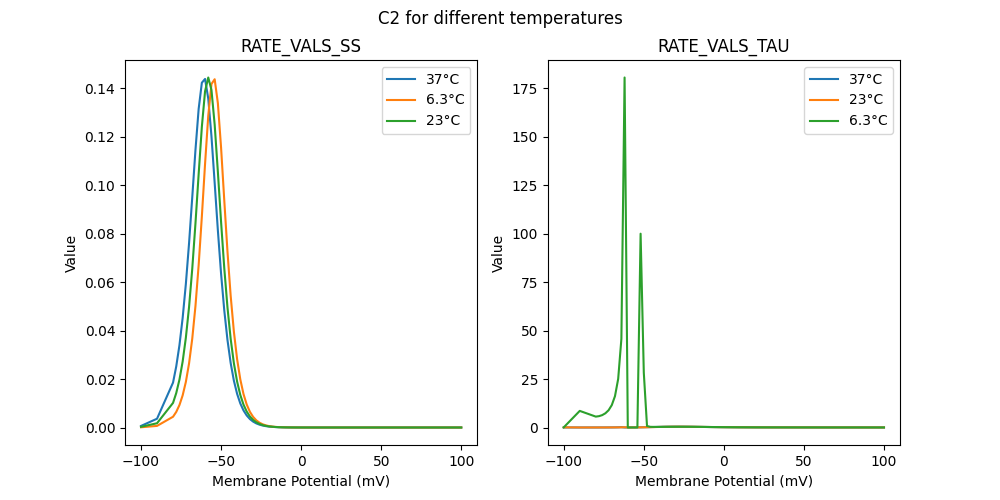 C2 for different temperatures
RATE_VALS_SS
RATE_VALS_TAU
Value
0.14
0.12
0.10
0.08
0.06
0.04
0.02
0.00
37°C
6.3°C
23°C
−100
−50
0
50
100
Membrane Potential (mV)
Value
175
150
125
100
75
50
25
0
37°C
23°C
6.3°C
−100
−50
0
50
100
Membrane Potential (mV)